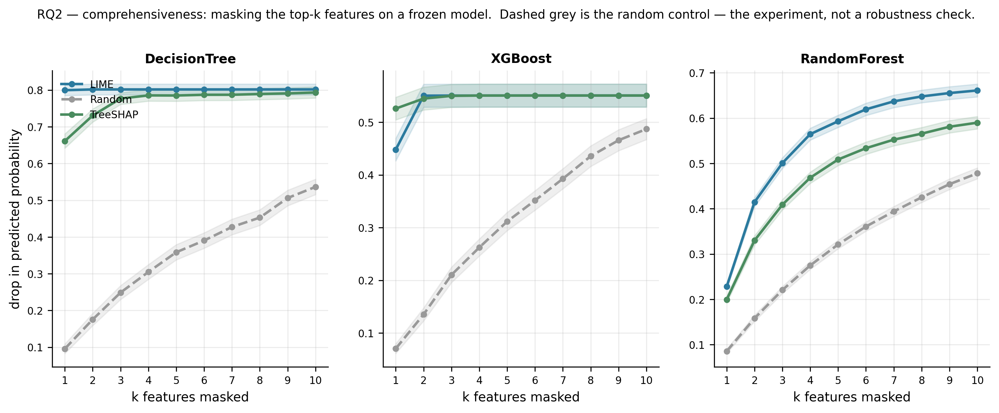 RQ2 — comprehensiveness: masking the top-k features on a frozen model.  Dashed grey is the random control — the experiment, not a robustness check.
DecisionTree
XGBoost
RandomForest
drop in predicted probability
LIME
Random
TreeSHAP
0.8
0.7
0.6
0.5
0.4
0.3
0.2
0.1
1 2 3 4 5 6 7 8 9 10
k features masked
0.5
0.4
0.3
0.2
0.1
1 2 3 4 5 6 7 8 9 10
k features masked
0.7
0.6
0.5
0.4
0.3
0.2
0.1
1 2 3 4 5 6 7 8 9 10
k features masked